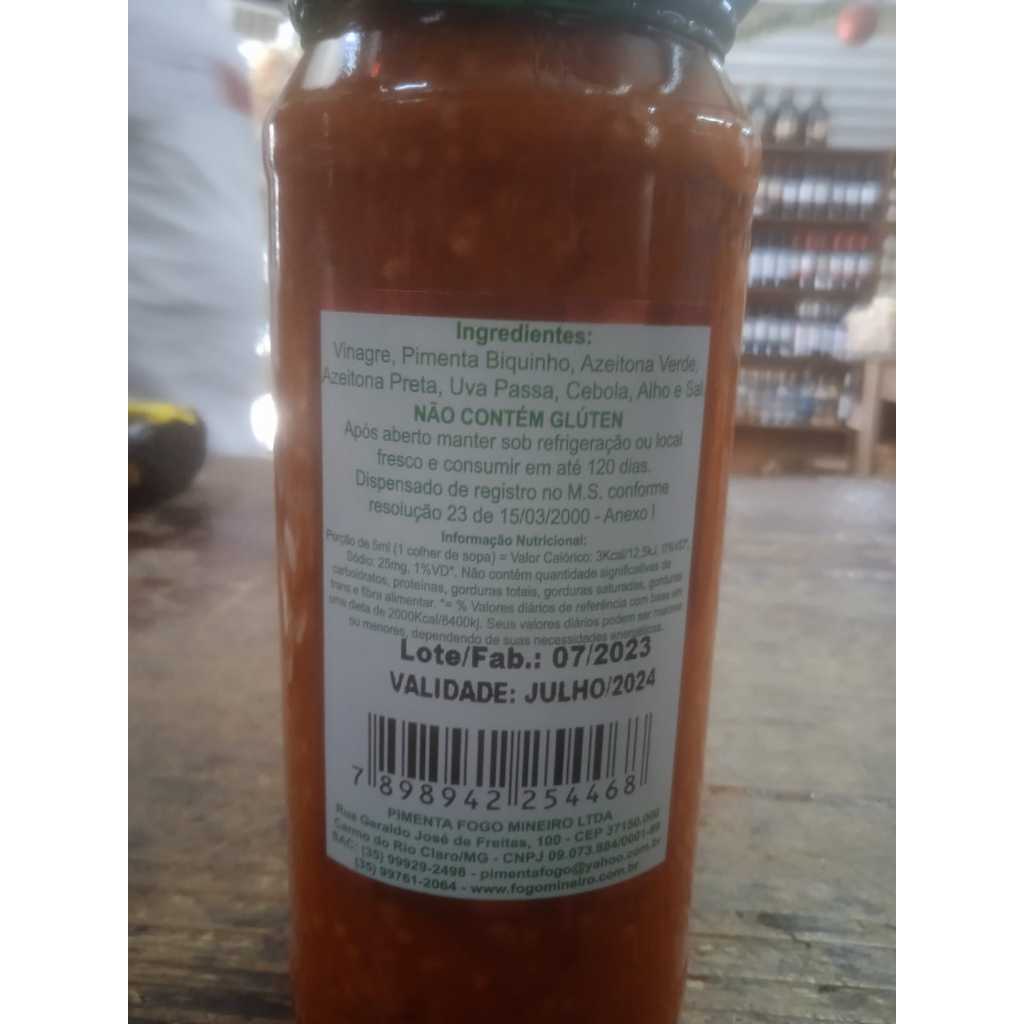 Ingredientes:
Vinagre, Pimenta Biquinho, Azeitona Verde,
Azeitona Preta, Uva Passa, Cebola, Alho e Sal.
NÃO CONTÉM GLÚTEN
Após aberto manter sob refrigeração ou local
fresco e consumir em até 120 dias.
Dispensado de registro no M.S. conforme
resolução 23 de 15/03/2000 - Anexo I
Informação Nutricional:
Porção de 5ml (1 colher de sopa) = Valor Calórico: 3Kcal/12,5kJ,
Sódio: 25mg, 1%VD*. Não contém quantidade significativas de
carboidratos, proteínas, gorduras totais, gorduras saturadas, gorduras
trans e fibra alimentar. *= % Valores diários de referência com base em
uma dieta de 2000Kcal/8400kj. Seus valores diários podem ser maiores
ou menores, dependendo de suas necessidades energéticas.
Lote/Fab.: 07/2023
VALIDADE: JULHO/2024
7 898942 254468
PIMENTA FOGO MINEIRO LTDA
Rua Geraldo José de Freitas, 100 - CEP 37150.000
Carmo do Rio Claro/MG - CNPJ 09.073.884/0001-89
SAC: (35) 99929-2498 - pimentafogo@yahoo.com.br
(35) 99761-2064 - www.fogomineiro.com.br